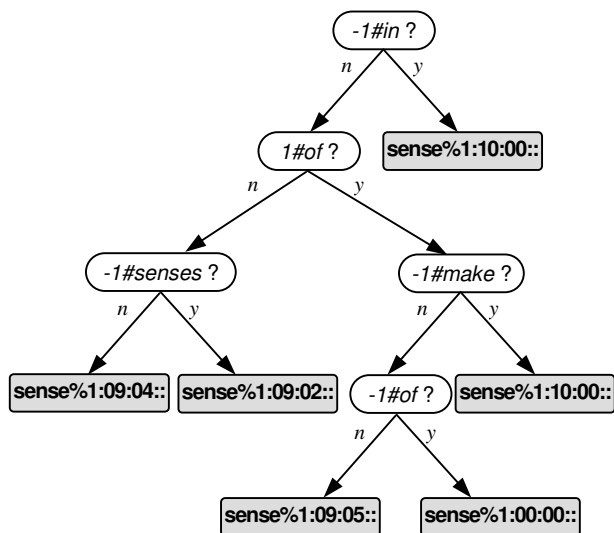 -1#in ?
n y
1#of ?
sense%1:10:00::
n y
-1#senses ?
-1#make ?
n y
n y
sense%1:09:04::
sense%1:09:02::
-1#of ?
sense%1:10:00::
n y
sense%1:09:05::
sense%1:00:00::